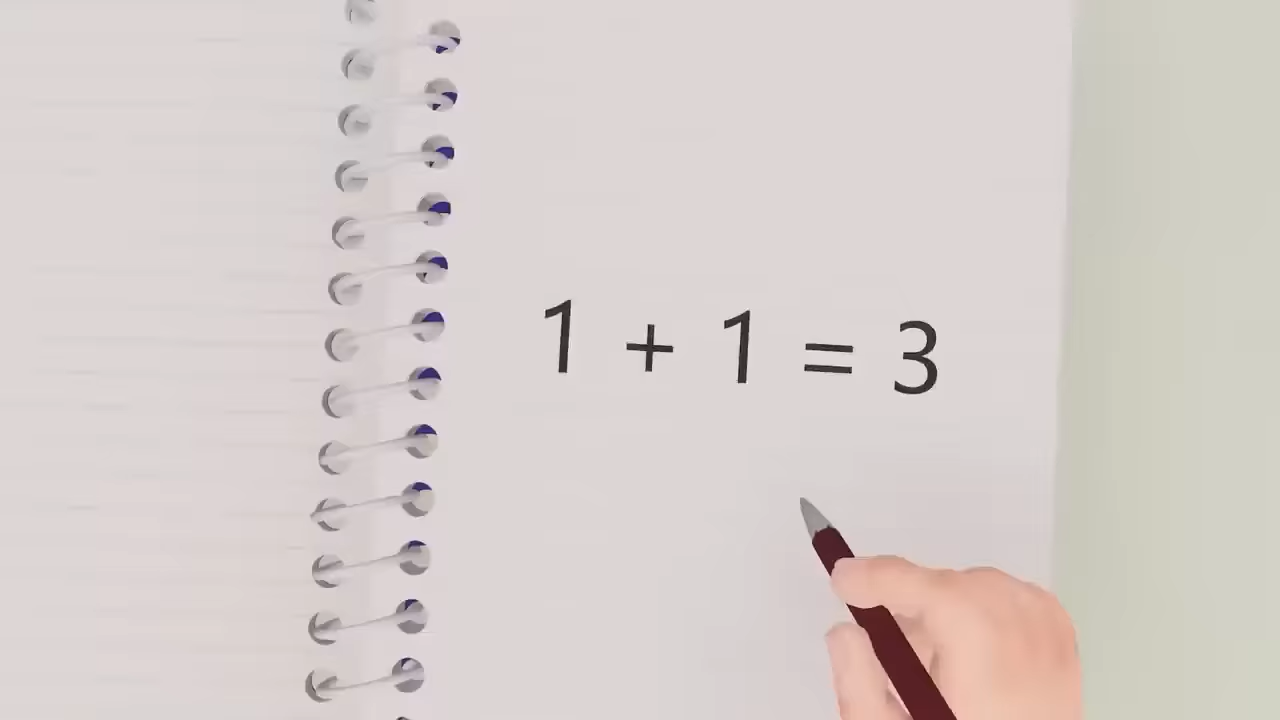 1 + 1 = 3